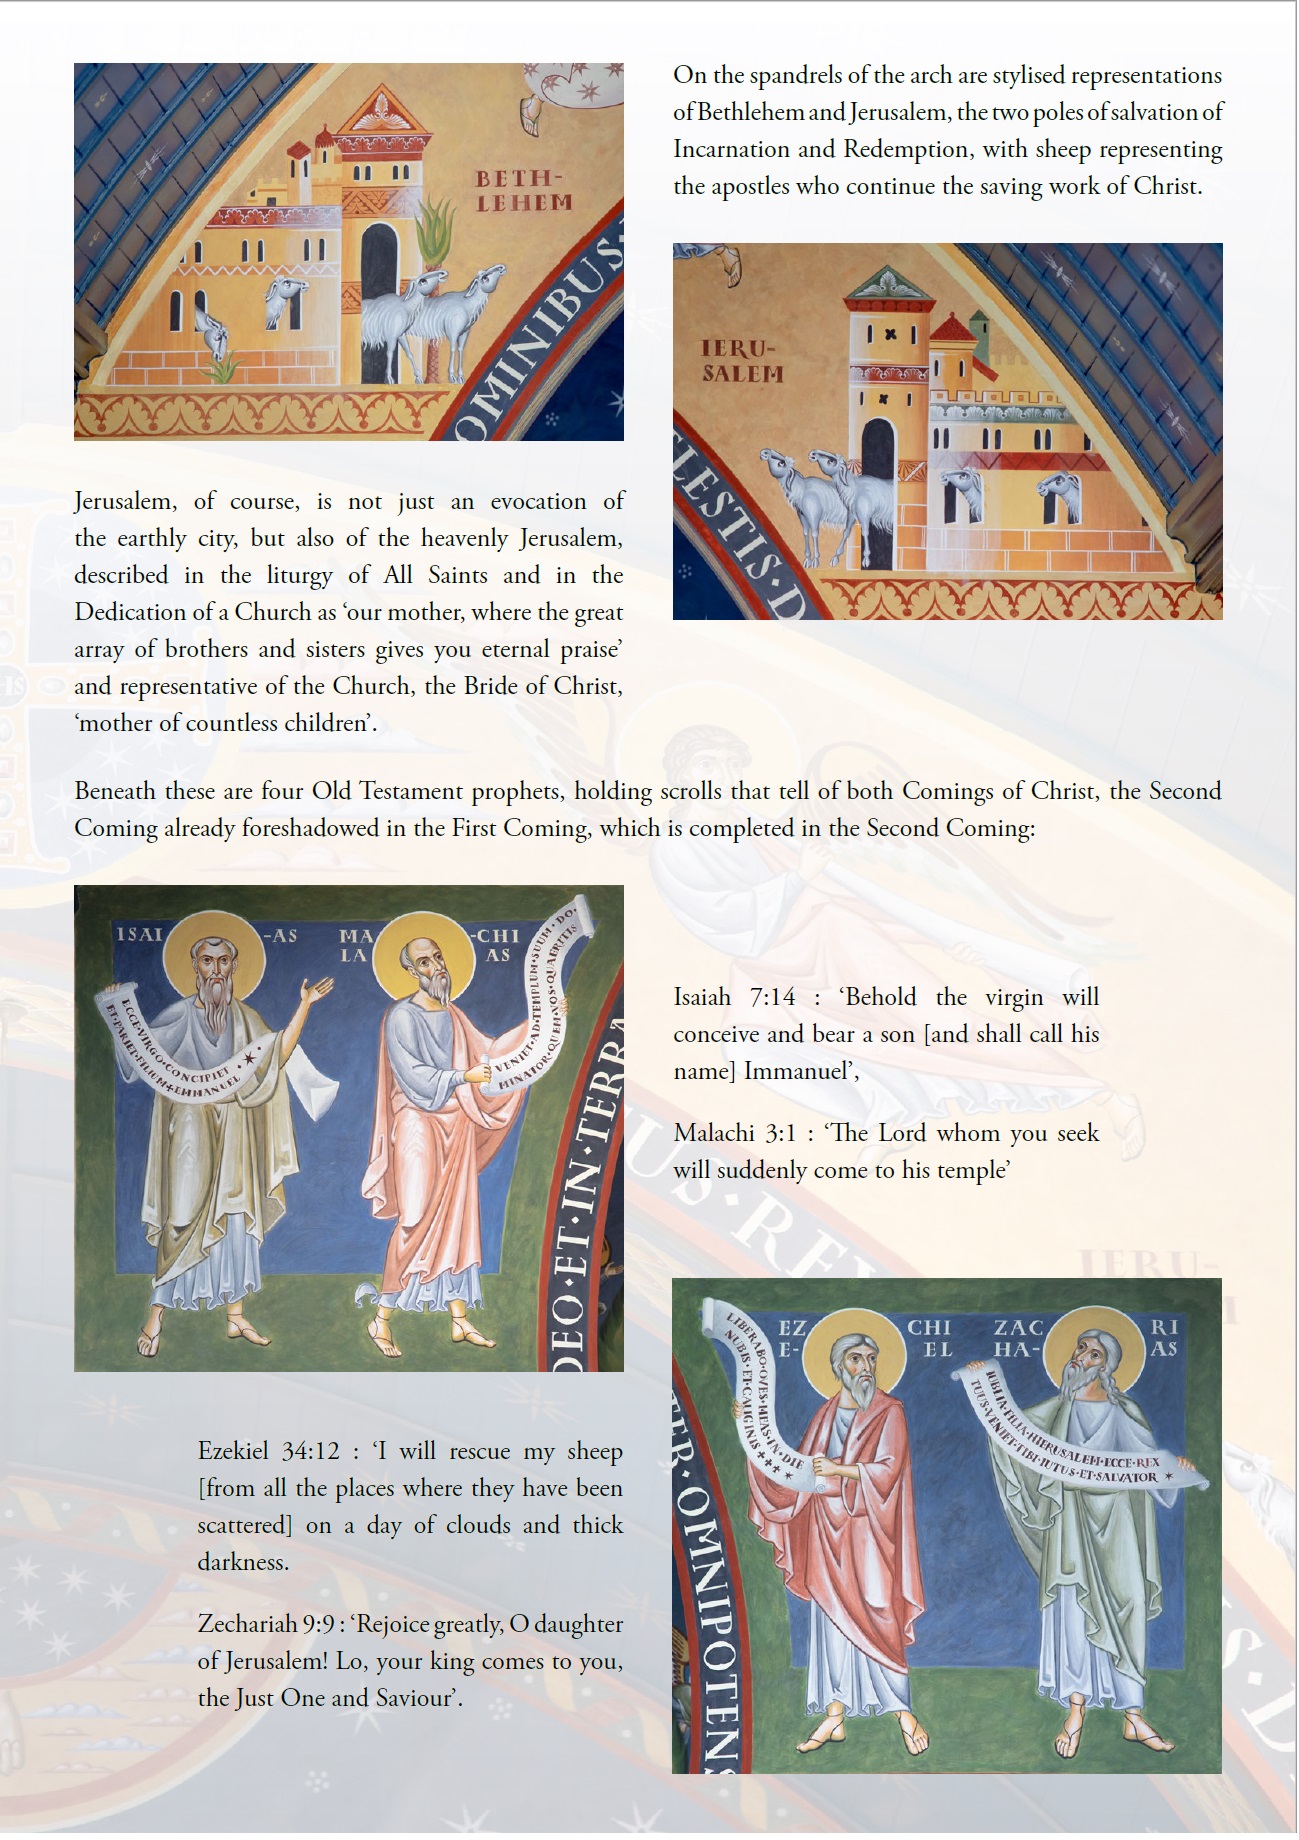 BETH-
LEHEM
OMINIBUS·
On the spandrels of the arch are stylised representations
of Bethlehem and Jerusalem, the two poles of salvation of
Incarnation and Redemption, with sheep representing
the apostles who continue the saving work of Christ.
IERU-
SALEM
LESTIS·D
Jerusalem, of course, is not just an evocation of
the earthly city, but also of the heavenly Jerusalem,
described in the liturgy of All Saints and in the
Dedication of a Church as ‘our mother, where the great
array of brothers and sisters gives you eternal praise’
and representative of the Church, the Bride of Christ,
‘mother of countless children’.
Beneath these are four Old Testament prophets, holding scrolls that tell of both Comings of Christ, the Second
Coming already foreshadowed in the First Coming, which is completed in the Second Coming:
ISAI -AS
MA -CHI
LA AS
ECCE·VIRGO·CONCIPIET
ET·PARIET·FILIUM+EMMANUEL
VENIET·AD·TEMPLUM·SUUM·DO·
MINATOR·QUEM·VOS·QUAERITIS
DEO·ET·IN·TERRA
Isaiah 7:14 : ‘Behold the virgin will
conceive and bear a son [and shall call his
name] Immanuel’,
Malachi 3:1 : ‘The Lord whom you seek
will suddenly come to his temple’
US·REX
IERU-
EZ CHI
E- EL
ZAC RI
HA- AS
LIBERABO·OVES·MEAS·IN·DIE
NUBIS·ET·CALIGINIS
IUBILA·FILIA·HIERUSALEM·ECCE·REX
TUUS·VENIET·TIBI·IUTUS·ET·SALVATOR
TER·OMNIPOTENS
Ezekiel 34:12 : ‘I will rescue my sheep
[from all the places where they have been
scattered] on a day of clouds and thick
darkness.
Zechariah 9:9 : ‘Rejoice greatly, O daughter
of Jerusalem! Lo, your king comes to you,
the Just One and Saviour’.
S·D